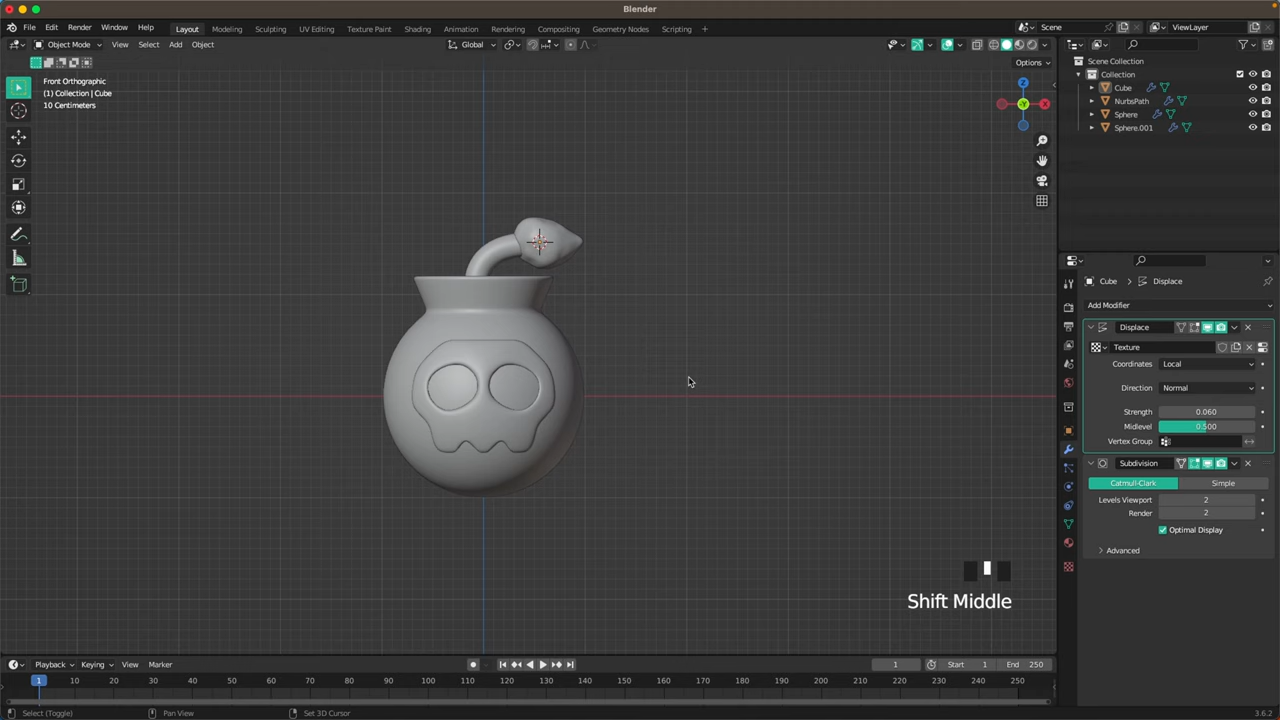 Blender
File Edit Render Window Help Layout Modeling Sculpting UV Editing Texture Paint Shading Animation Rendering Compositing Geometry Nodes Scripting + Scene ViewLayer
Object Mode View Select Add Object Global
Options
Front Orthographic
(1) Collection | Cube
10 Centimeters
Z
-Y
X
Scene Collection
Collection
Cube
NurbsPath
Sphere
Sphere.001
Cube > Displace
Add Modifier
Displace
Texture
Coordinates Local
Direction Normal
Strength 0.060
Midlevel 0.500
Vertex Group
Subdivision
Catmull-Clark Simple
Levels Viewport 2
Render 2
Optimal Display
Advanced
Shift Middle
Playback Keying View Marker 1 Start 1 End 250
1 10 20 30 40 50 60 70 80 90 100 110 120 130 140 150 160 170 180 190 200 210 220 230 240 250
Select (Toggle) Pan View Set 3D Cursor 3.6.2